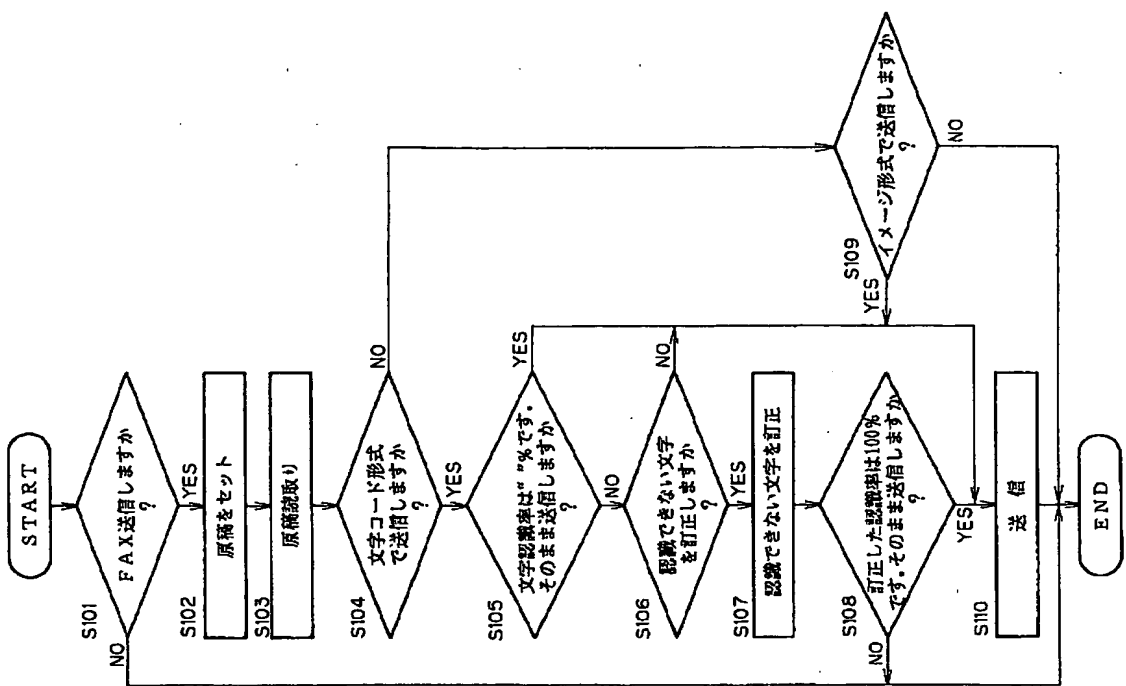 START
S101
FAX送信しますか
?
NO
YES
S102
原稿をセット
S103
原稿読取り
S104
文字コード形式
で送信しますか
?
NO
YES
S105
文字認識率は"  "%です.
そのまま送信しますか
?
YES
NO
S106
認識できない文字
を訂正しますか
?
NO
YES
S107
認識できない文字を訂正
S108
訂正した認識率は100%
です.そのまま送信しますか
?
NO
YES
S109
イメージ形式で送信しますか
?
YES
NO
S110
送 信
END